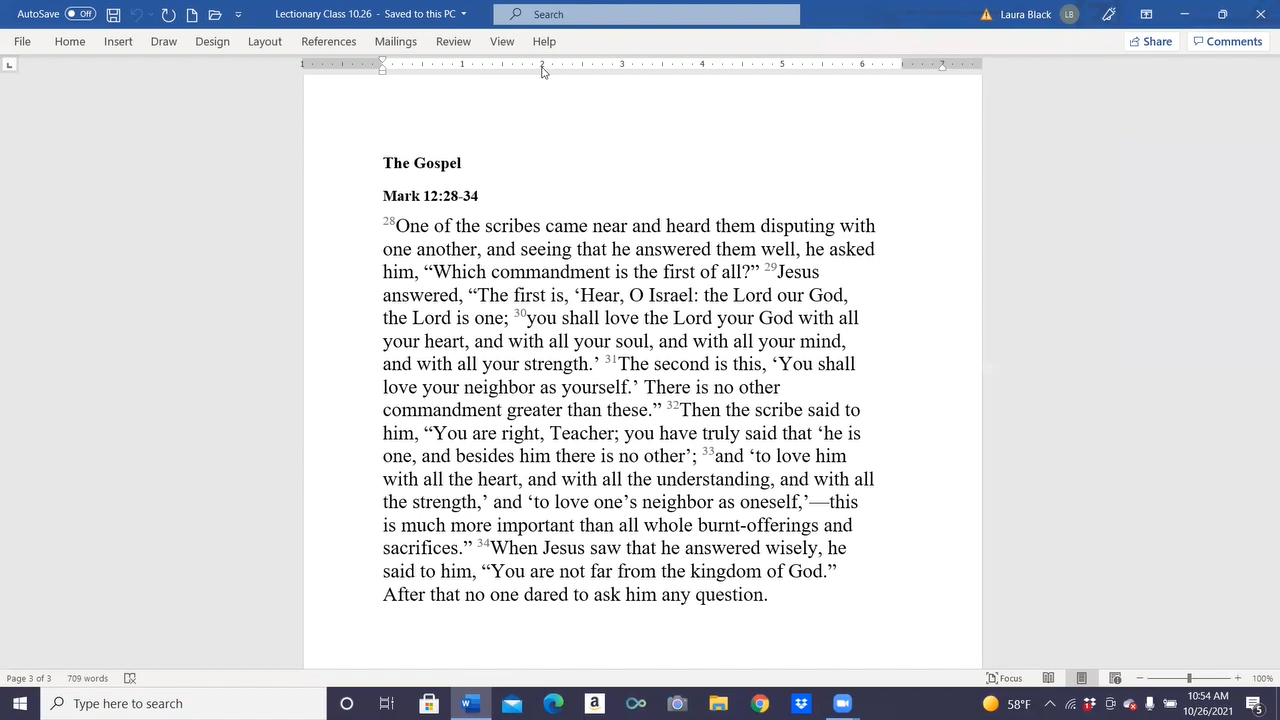 AutoSave Off Lectionary Class 10.26 - Saved to this PC Search Laura Black LB
File Home Insert Draw Design Layout References Mailings Review View Help Share Comments
1 1 2 3 4 5 6 7
The Gospel
Mark 12:28-34
28One of the scribes came near and heard them disputing with
one another, and seeing that he answered them well, he asked
him, “Which commandment is the first of all?” 29Jesus
answered, “The first is, ‘Hear, O Israel: the Lord our God,
the Lord is one; 30you shall love the Lord your God with all
your heart, and with all your soul, and with all your mind,
and with all your strength.’ 31The second is this, ‘You shall
love your neighbor as yourself.’ There is no other
commandment greater than these.” 32Then the scribe said to
him, “You are right, Teacher; you have truly said that ‘he is
one, and besides him there is no other’; 33and ‘to love him
with all the heart, and with all the understanding, and with all
the strength,’ and ‘to love one’s neighbor as oneself,’—this
is much more important than all whole burnt-offerings and
sacrifices.” 34When Jesus saw that he answered wisely, he
said to him, “You are not far from the kingdom of God.”
After that no one dared to ask him any question.
Page 3 of 3 709 words Focus 100%
Type here to search 58°F 10:54 AM
10/26/2021 5